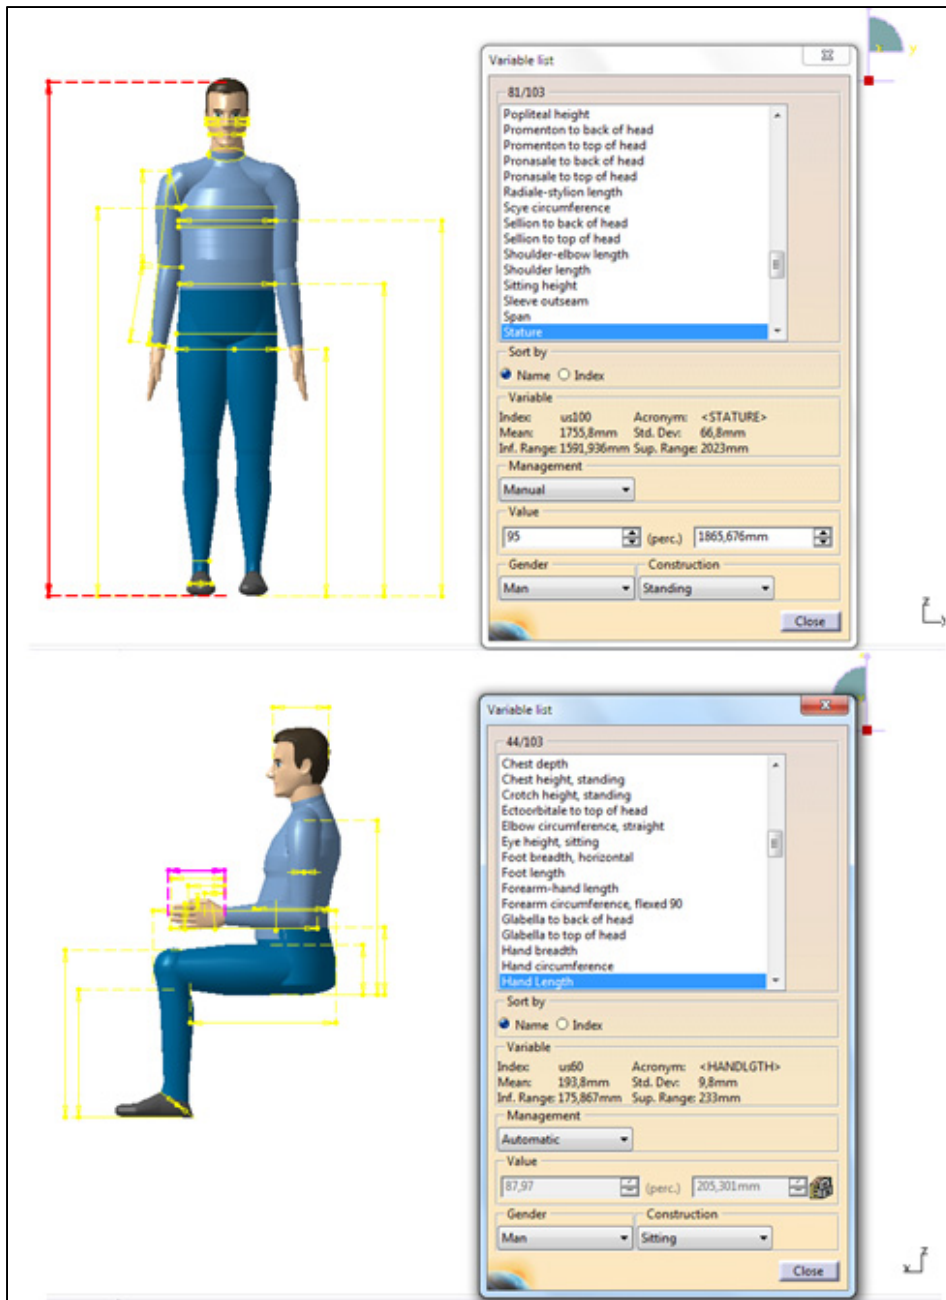 Variable list
81/103
Popliteal height
Promenton to back of head
Promenton to top of head
Pronasale to back of head
Pronasale to top of head
Radiale-stylion length
Scye circumference
Sellion to back of head
Sellion to top of head
Shoulder-elbow length
Shoulder length
Sitting height
Sleeve outseam
Span
Stature
Sort by
Name Index
Variable
Index: us100 Acronym: <STATURE>
Mean: 1755,8mm Std. Dev: 66,8mm
Inf. Range: 1591,936mm Sup. Range: 2023mm
Management
Manual
Value
95 (perc.) 1865,676mm
Gender Construction
Man Standing
Close
z
y
Variable list
44/103
Chest depth
Chest height, standing
Crotch height, standing
Ectoorbitale to top of head
Elbow circumference, straight
Eye height, sitting
Foot breadth, horizontal
Foot length
Forearm-hand length
Forearm circumference, flexed 90
Glabella to back of head
Glabella to top of head
Hand breadth
Hand circumference
Hand Length
Sort by
Name Index
Variable
Index: us60 Acronym: <HANDLGTH>
Mean: 193,8mm Std. Dev: 9,8mm
Inf. Range: 175,867mm Sup. Range: 233mm
Management
Automatic
Value
87,97 (perc.) 205,301mm
Gender Construction
Man Sitting
Close
z
x